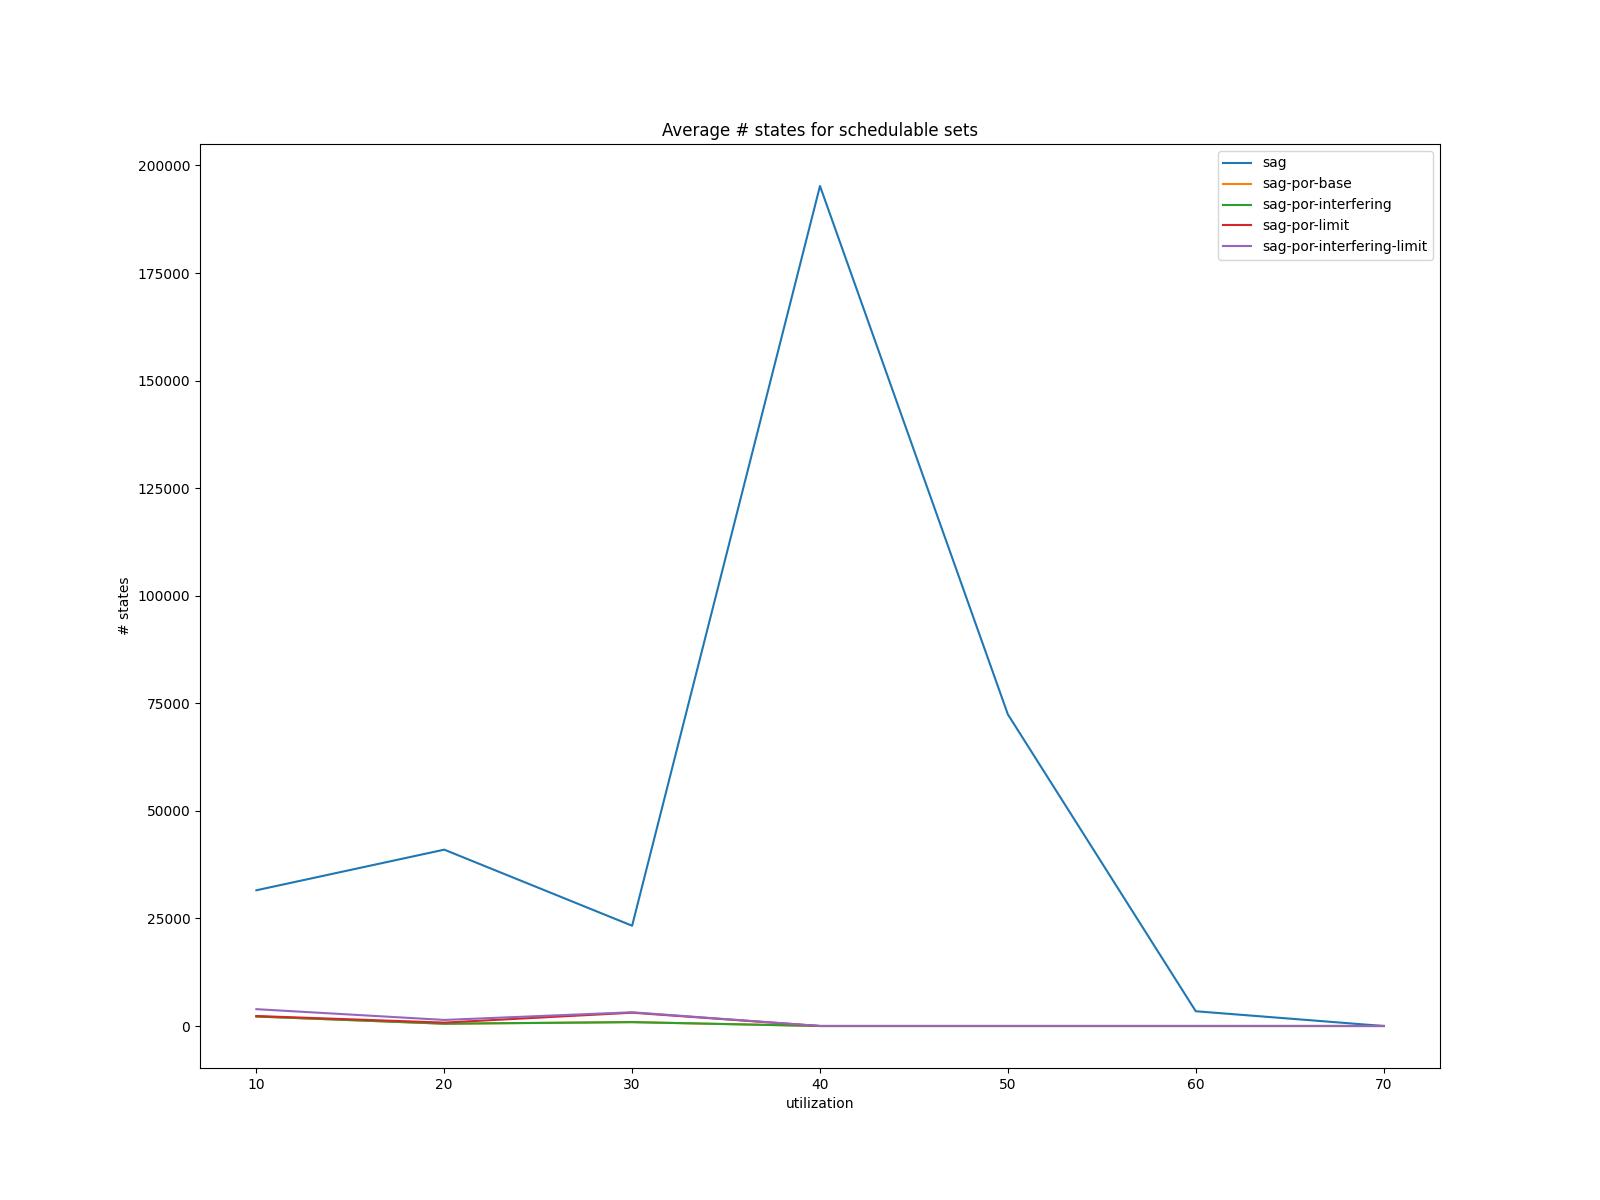 Average # states for schedulable sets
sag
sag-por-base
sag-por-interfering
sag-por-limit
sag-por-interfering-limit
# states
200000
175000
150000
125000
100000
75000
50000
25000
0
10 20 30 40 50 60 70
utilization